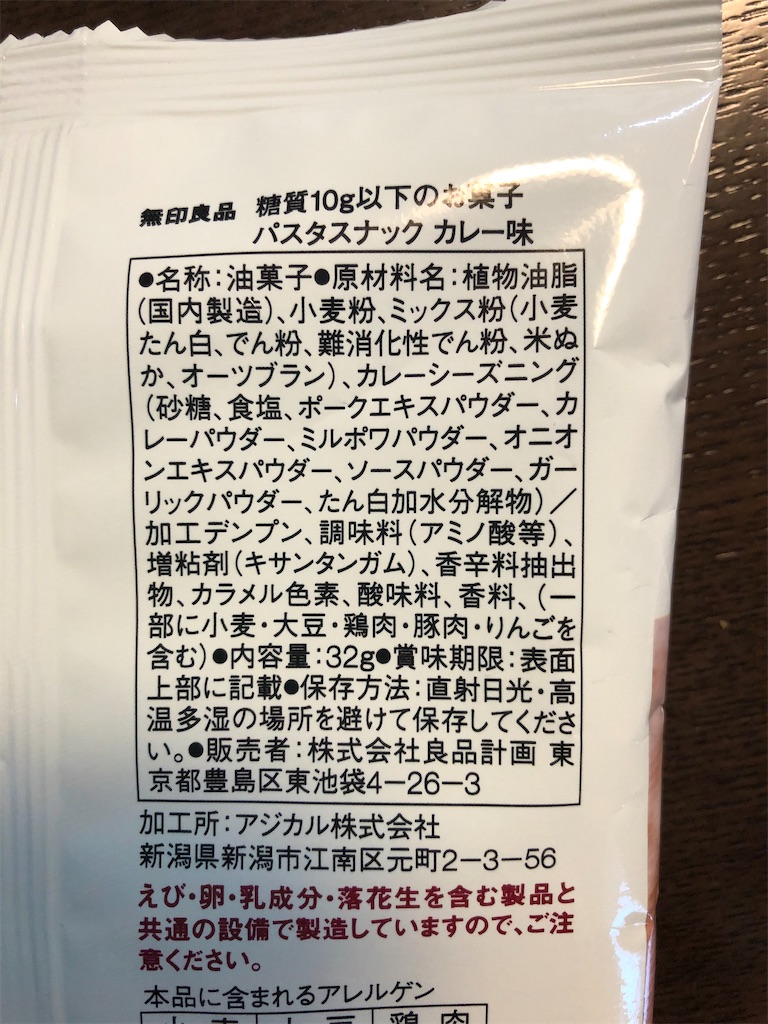 無印良品 糖質10g以下のお菓子
パスタスナック カレー味
●名称：油菓子●原材料名：植物油脂
（国内製造）、小麦粉、ミックス粉（小麦
たん白、でん粉、難消化性でん粉、米ぬ
か、オーツブラン）、カレーシーズニング
（砂糖、食塩、ポークエキスパウダー、カ
レーパウダー、ミルポワパウダー、オニオ
ンエキスパウダー、ソースパウダー、ガー
リックパウダー、たん白加水分解物）／
加工デンプン、調味料（アミノ酸等）、
増粘剤（キサンタンガム）、香辛料抽出
物、カラメル色素、酸味料、香料、（一
部に小麦・大豆・鶏肉・豚肉・りんごを
含む）●内容量：32g●賞味期限：表面
上部に記載●保存方法：直射日光・高
温多湿の場所を避けて保存してくださ
い。●販売者：株式会社良品計画 東
京都豊島区東池袋4−26−3
加工所：アジカル株式会社
新潟県新潟市江南区元町2−3−56
えび・卵・乳成分・落花生を含む製品と
共通の設備で製造していますので、ご注
意ください。
本品に含まれるアレルゲン
小麦 大豆 鶏肉